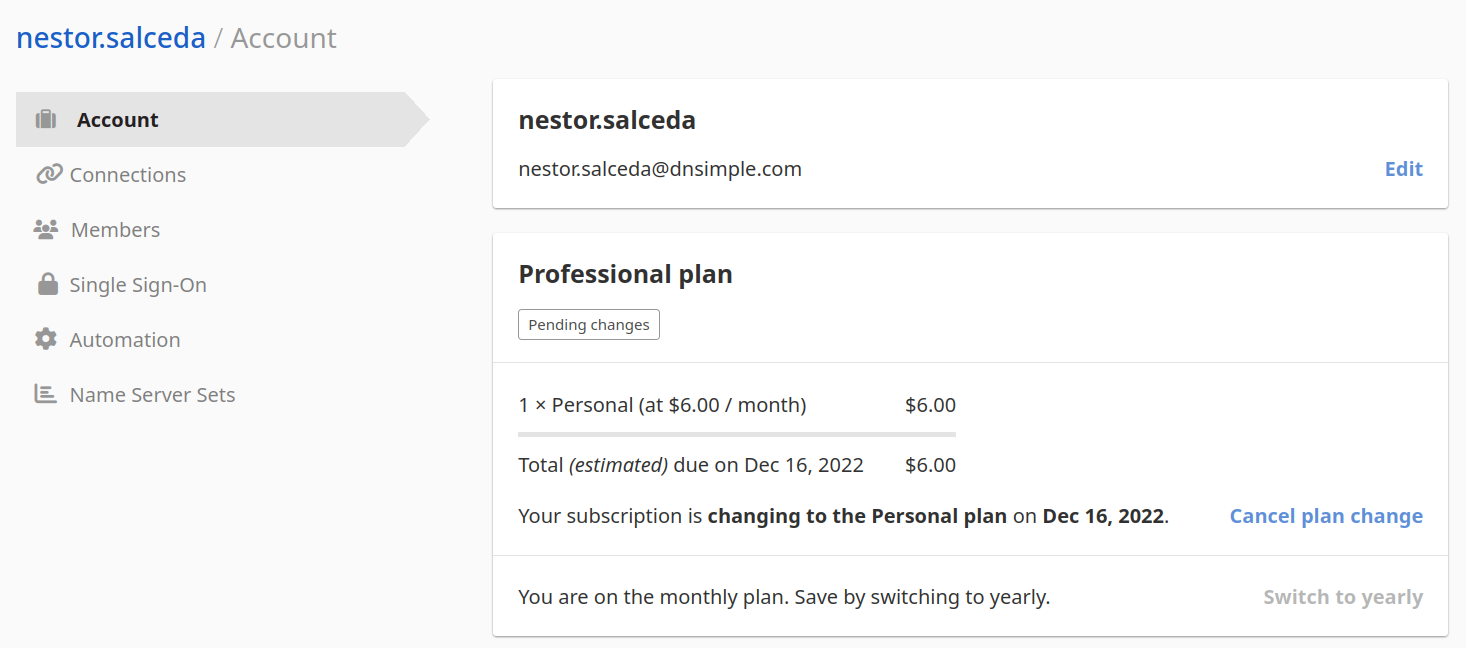 nestor.salceda / Account
Account
Connections
Members
Single Sign-On
Automation
Name Server Sets
nestor.salceda
nestor.salceda@dnsimple.com Edit
Professional plan
Pending changes
1 × Personal (at $6.00 / month) $6.00
Total (estimated) due on Dec 16, 2022 $6.00
Your subscription is changing to the Personal plan on Dec 16, 2022. Cancel plan change
You are on the monthly plan. Save by switching to yearly. Switch to yearly